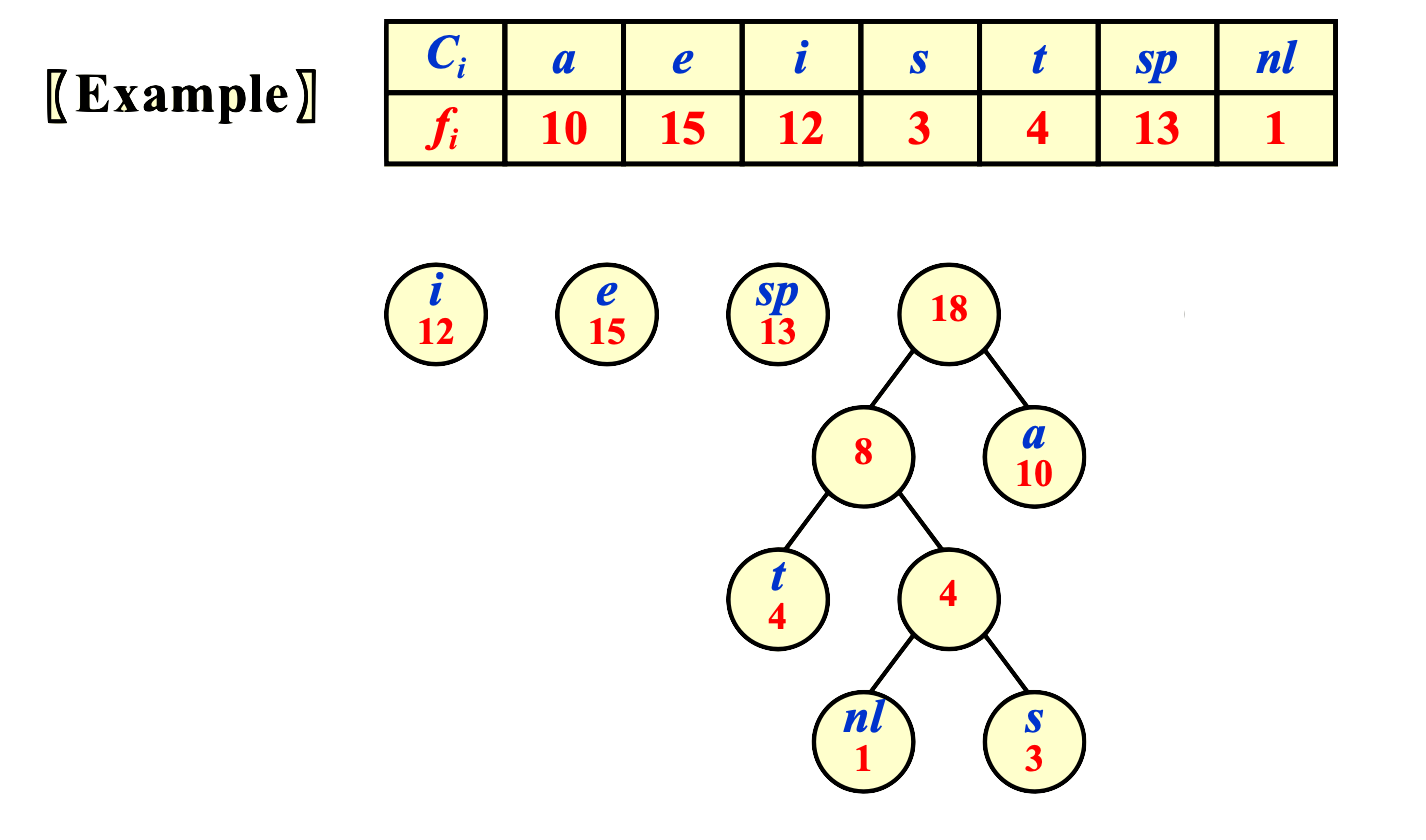 〖Example〗
C_i a e i s t sp nl
f_i 10 15 12 3 4 13 1
i e sp
12 15 13 18
8 a
10
t
4 4
nl s
1 3